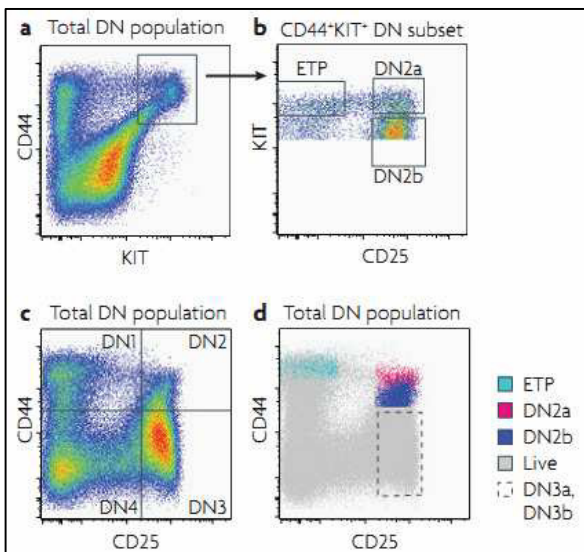 a Total DN population
CD44
KIT
b CD44⁺KIT⁺ DN subset
ETP
DN2a
DN2b
KIT
CD25
c Total DN population
DN1
DN2
DN4
DN3
CD44
CD25
d Total DN population
CD44
CD25
ETP
DN2a
DN2b
Live
DN3a,
DN3b